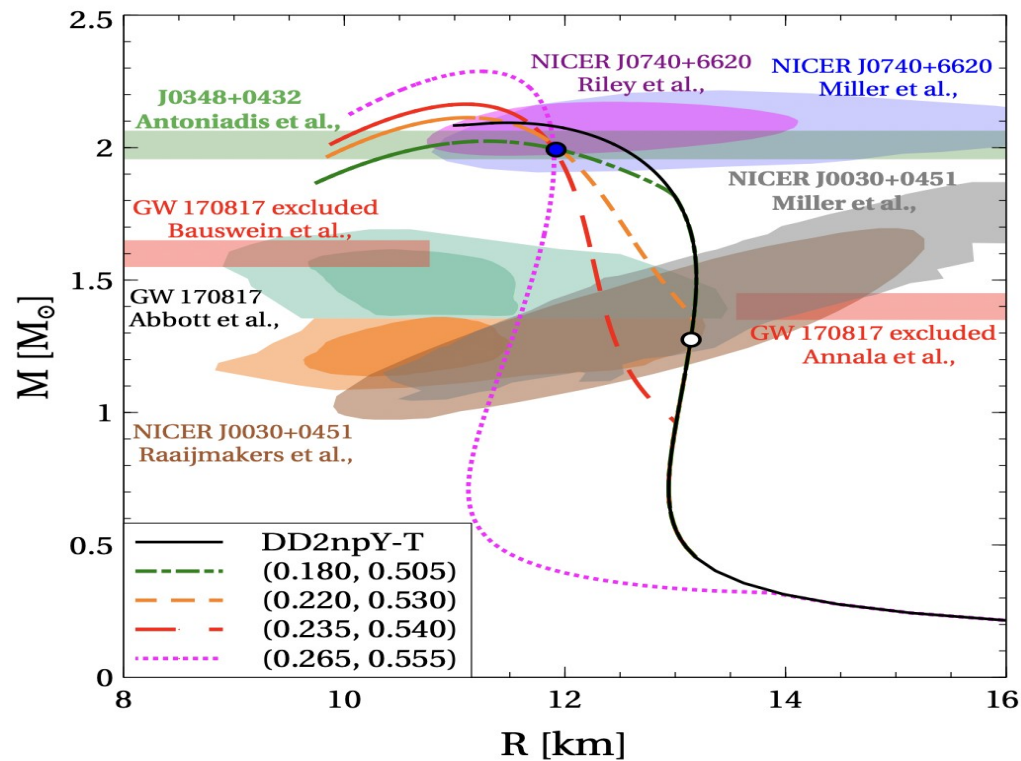 2.5
2
1.5
1
0.5
0
M [M⊙]
NICER J0740+6620
Riley et al.,
NICER J0740+6620
Miller et al.,
J0348+0432
Antoniadis et al.,
NICER J0030+0451
Miller et al.,
GW 170817 excluded
Bauswein et al.,
GW 170817
Abbott et al.,
GW 170817 excluded
Annala et al.,
NICER J0030+0451
Raaijmakers et al.,
DD2npY-T
(0.180, 0.505)
(0.220, 0.530)
(0.235, 0.540)
(0.265, 0.555)
8 10 12 14 16
R [km]